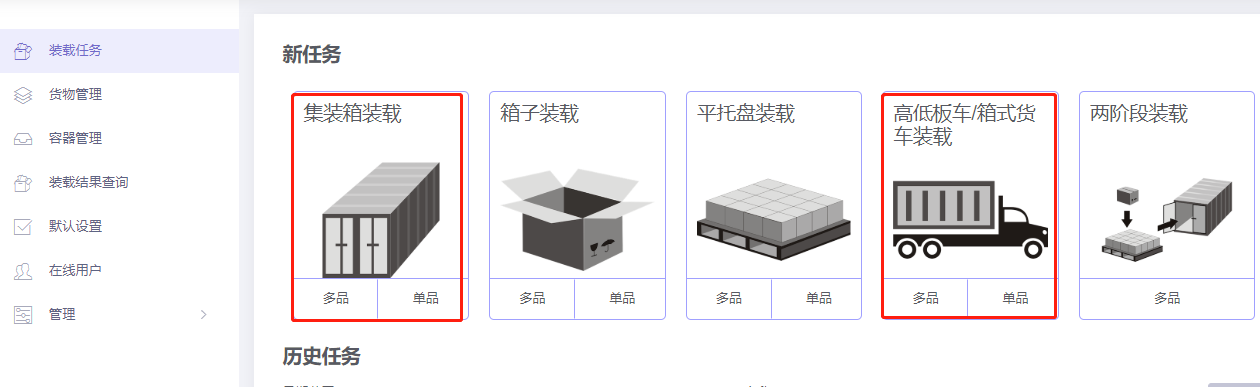 装载任务
货物管理
容器管理
装载结果查询
默认设置
在线用户
管理
新任务
集装箱装载
多品
单品
箱子装载
多品
单品
平托盘装载
多品
单品
高低板车/箱式货
车装载
多品
单品
两阶段装载
多品
历史任务